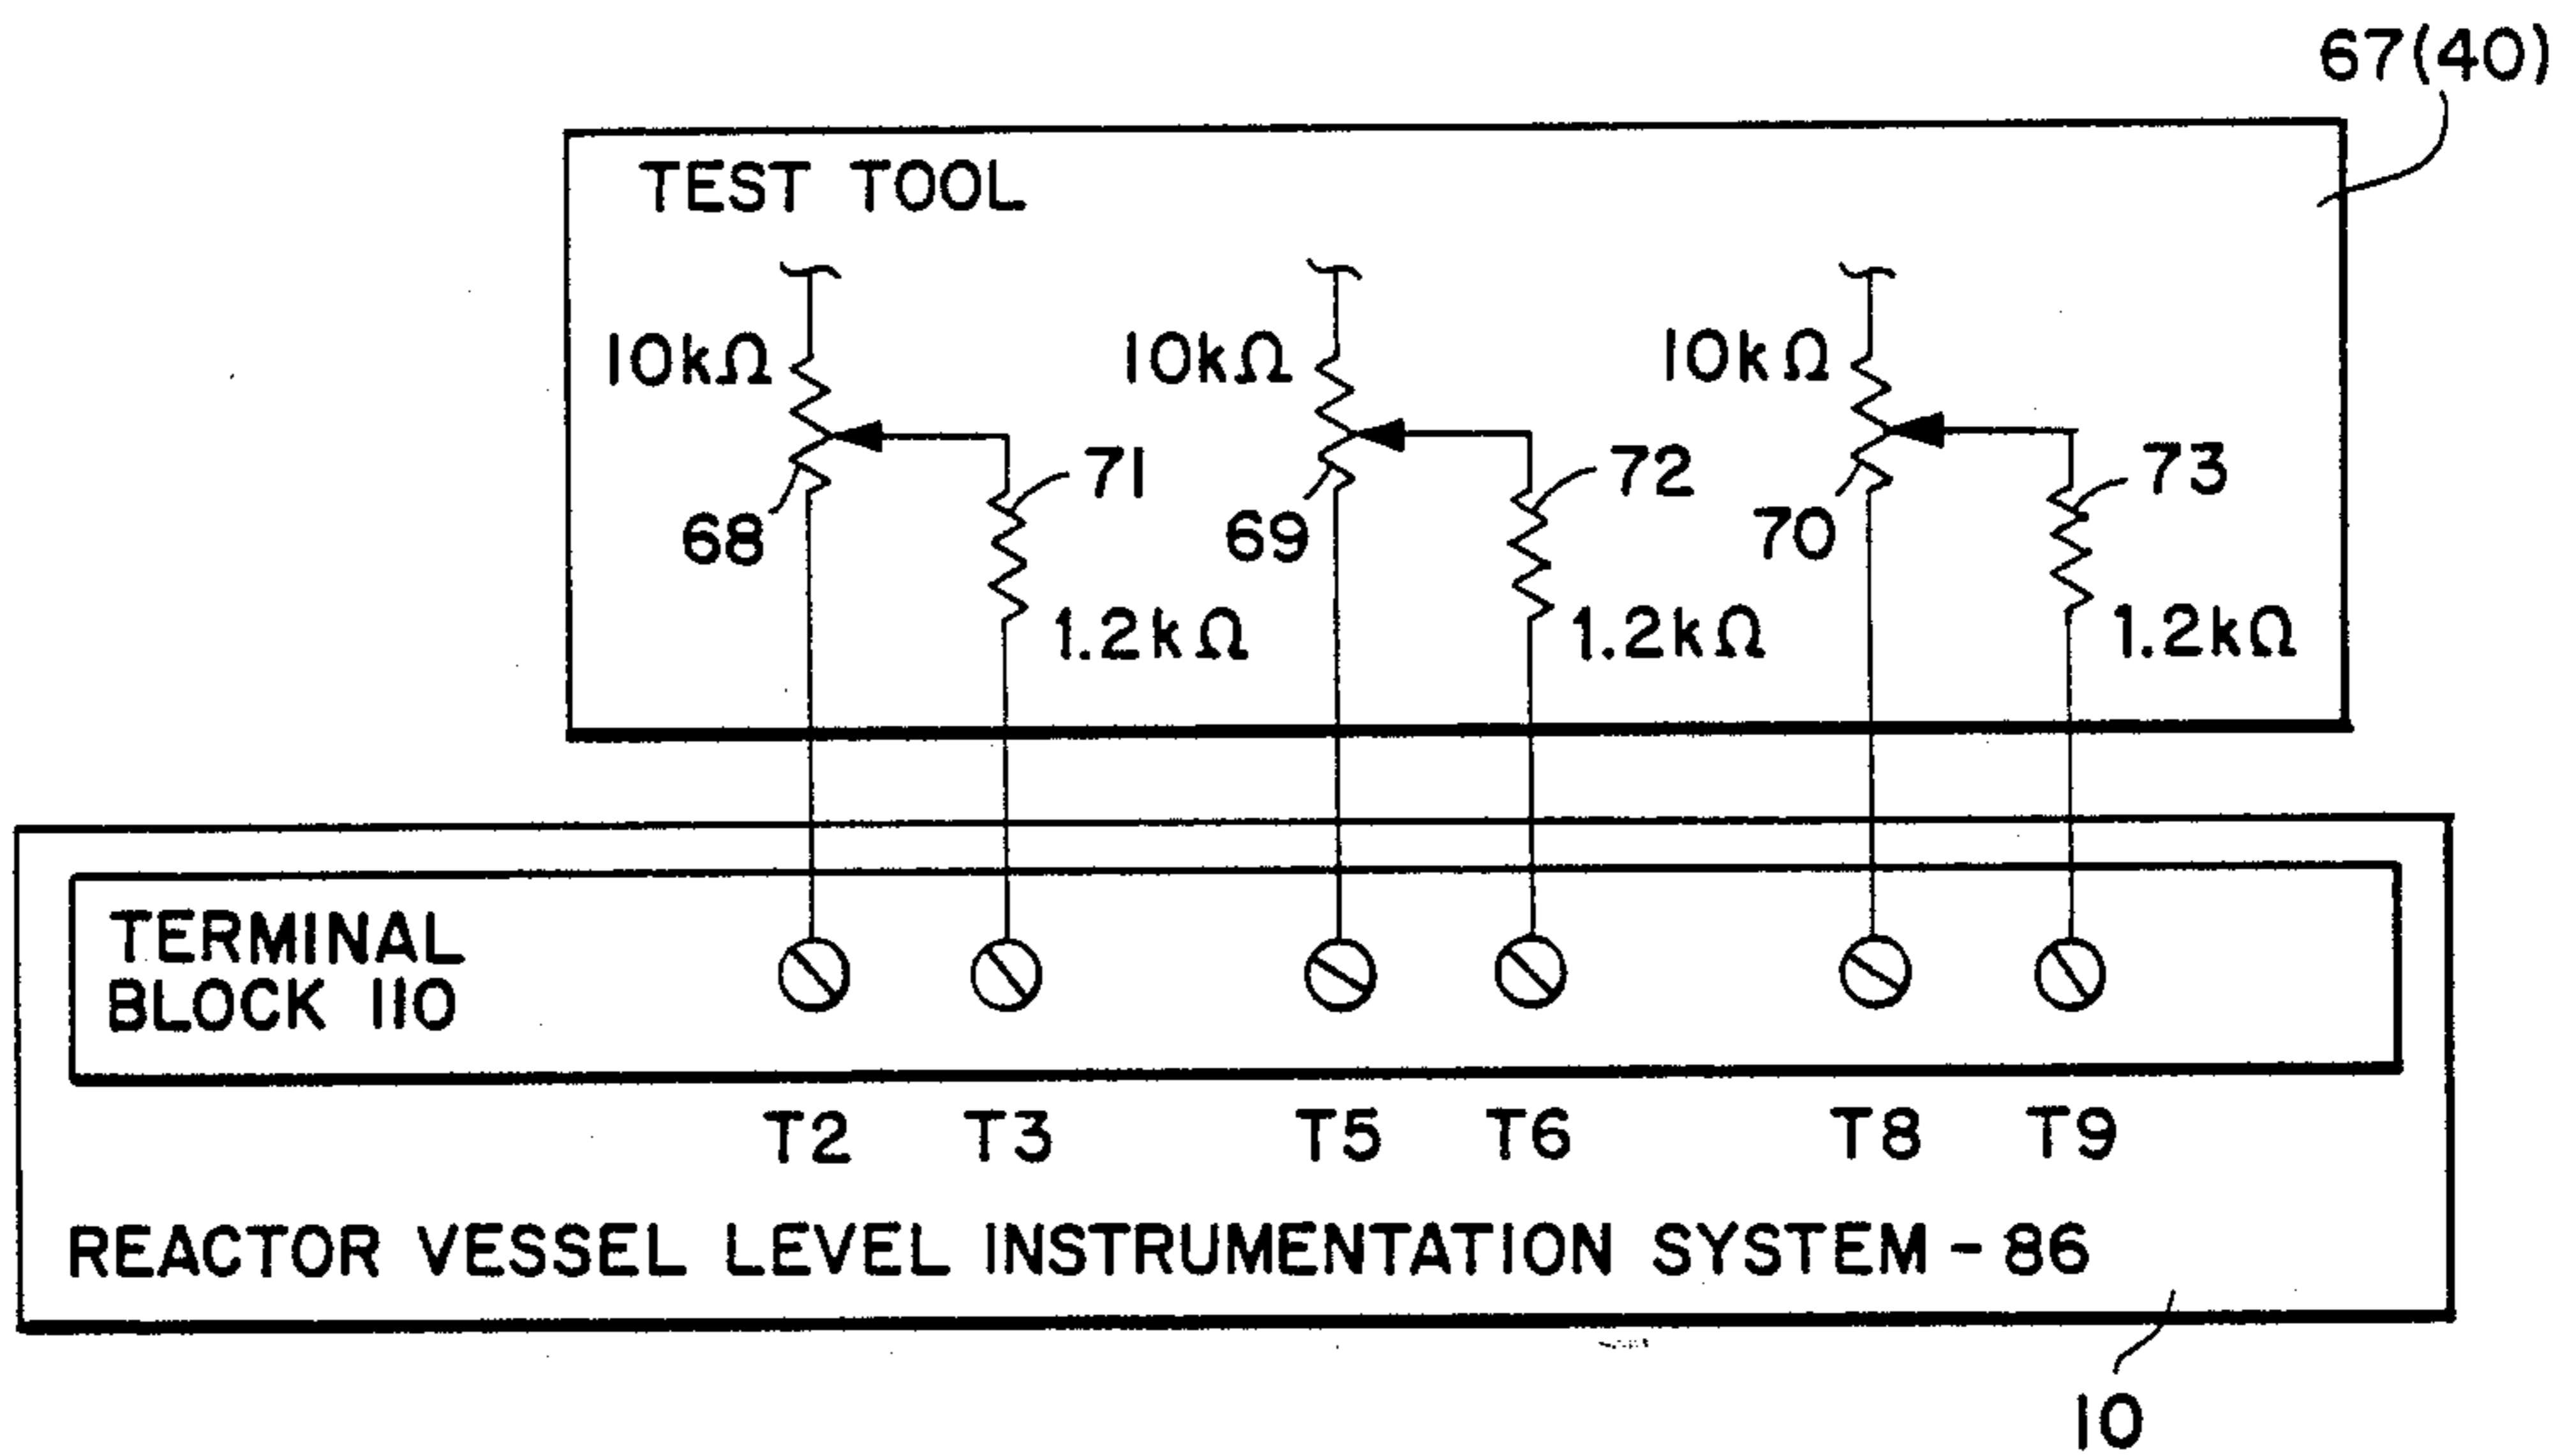 67(40)
TEST TOOL
10kΩ 10kΩ 10kΩ
71 72 73
68 69 70
1.2kΩ 1.2kΩ 1.2kΩ
TERMINAL
BLOCK 110
T2 T3 T5 T6 T8 T9
REACTOR VESSEL LEVEL INSTRUMENTATION SYSTEM - 86
10